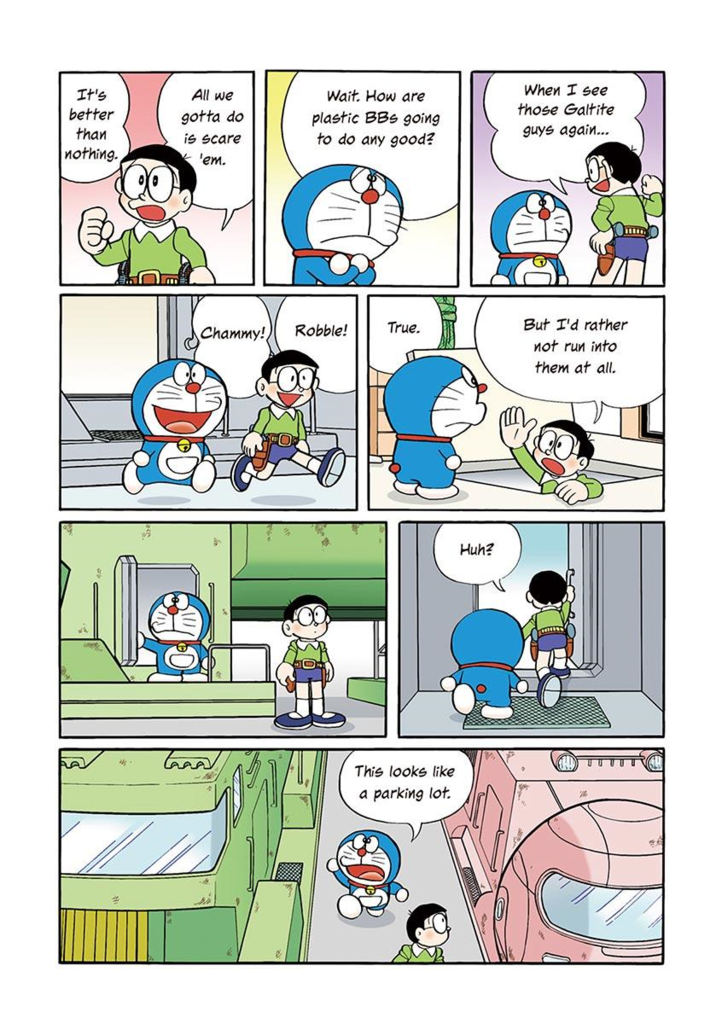 When I see
those Galtite
guys again...
Wait. How are
plastic BBs going
to do any good?
All we
gotta do
is scare
'em.
It's
better
than
nothing.
But I'd rather
not run into
them at all.
True.
Robble!
Chammy!
Huh?
This looks like
a parking lot.